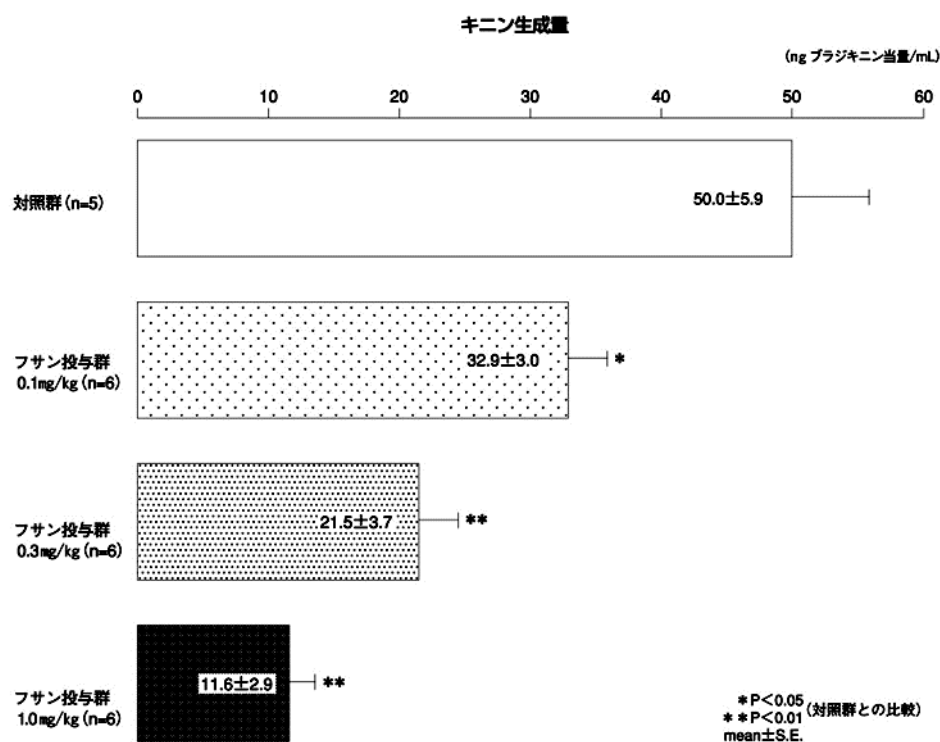 キニン生成量
(ng ブラジキニン当量/mL)
0 10 20 30 40 50 60
対照群(n=5)
50.0±5.9
フサン投与群
0.1mg/kg(n=6)
32.9±3.0
*
フサン投与群
0.3mg/kg(n=6)
21.5±3.7
**
フサン投与群
1.0mg/kg(n=6)
11.6±2.9
**
*P<0.05
**P<0.01
(対照群との比較)
mean±S.E.